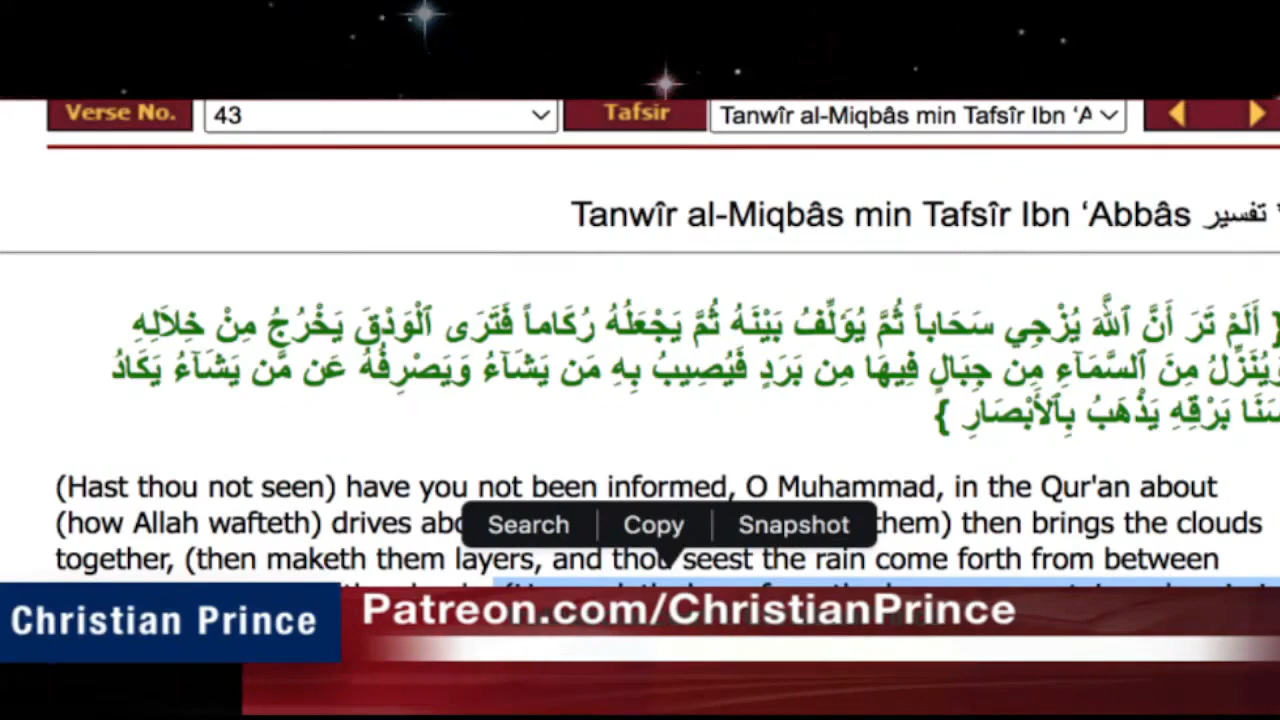 Verse No. 43 Tafsir Tanwîr al-Miqbâs min Tafsîr Ibn ‘A
Tanwîr al-Miqbâs min Tafsîr Ibn ‘Abbâs تفسير
{ أَلَمْ تَرَ أَنَّ ٱللَّهَ يُزْجِي سَحَاباً ثُمَّ يُؤَلِّفُ بَيْنَهُ ثُمَّ يَجْعَلُهُ رُكَاماً فَتَرَى ٱلْوَدْقَ يَخْرُجُ مِنْ خِلاَلِهِ
وَيُنَزِّلُ مِنَ ٱلسَّمَآءِ مِن جِبَالٍ فِيهَا مِن بَرَدٍ فَيُصِيبُ بِهِ مَن يَشَآءُ وَيَصْرِفُهُ عَن مَّن يَشَآءُ يَكَادُ
سَنَا بَرْقِهِ يَذْهَبُ بِٱلأَبْصَارِ }
(Hast thou not seen) have you not been informed, O Muhammad, in the Qur'an about
(how Allah wafteth) drives abo them) then brings the clouds
Search Copy Snapshot
together, (then maketh them layers, and thou seest the rain come forth from between
Christian Prince
Patreon.com/ChristianPrince